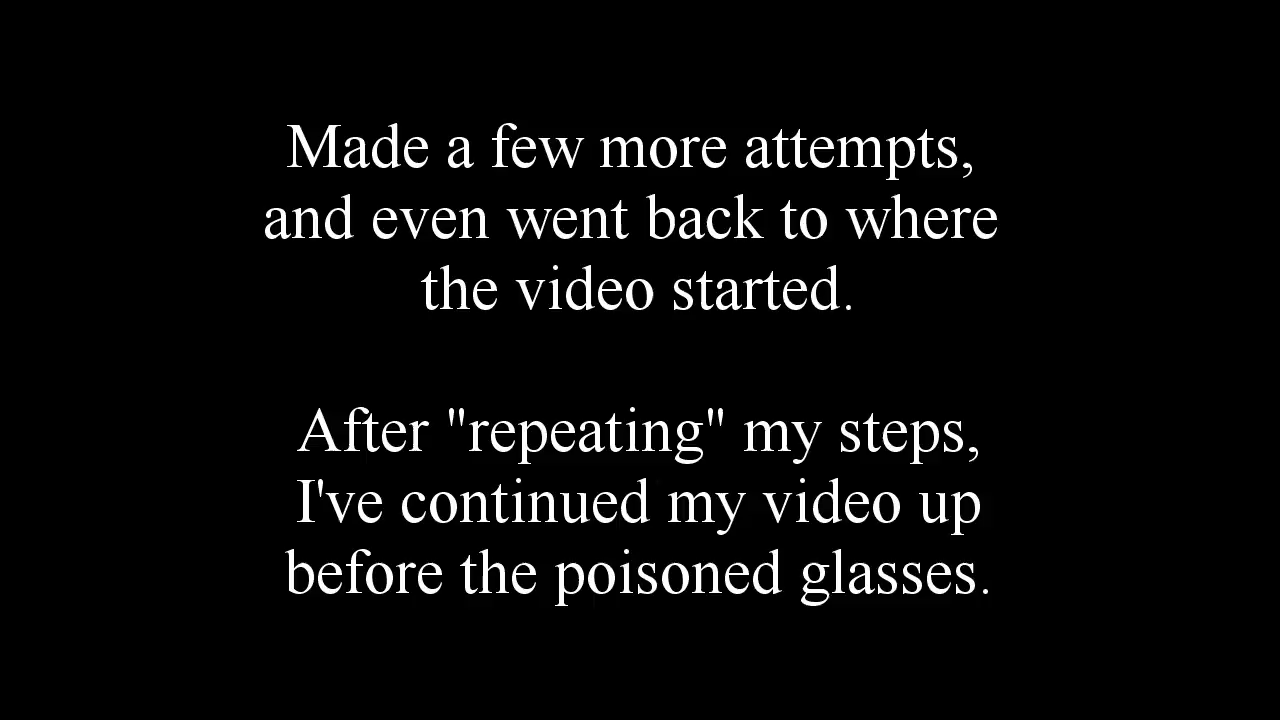 Made a few more attempts,
and even went back to where
the video started.
After "repeating" my steps,
I've continued my video up
before the poisoned glasses.